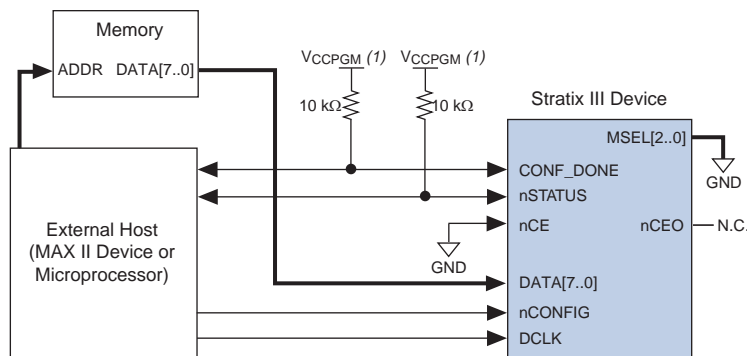 Memory
ADDR DATA[7..0]
VCCPGM (1) VCCPGM (1)
10 kΩ 10 kΩ
Stratix III Device
MSEL[2..0]
GND
CONF_DONE
nSTATUS
nCE
nCEO
N.C.
GND
External Host
(MAX II Device or
Microprocessor)
DATA[7..0]
nCONFIG
DCLK